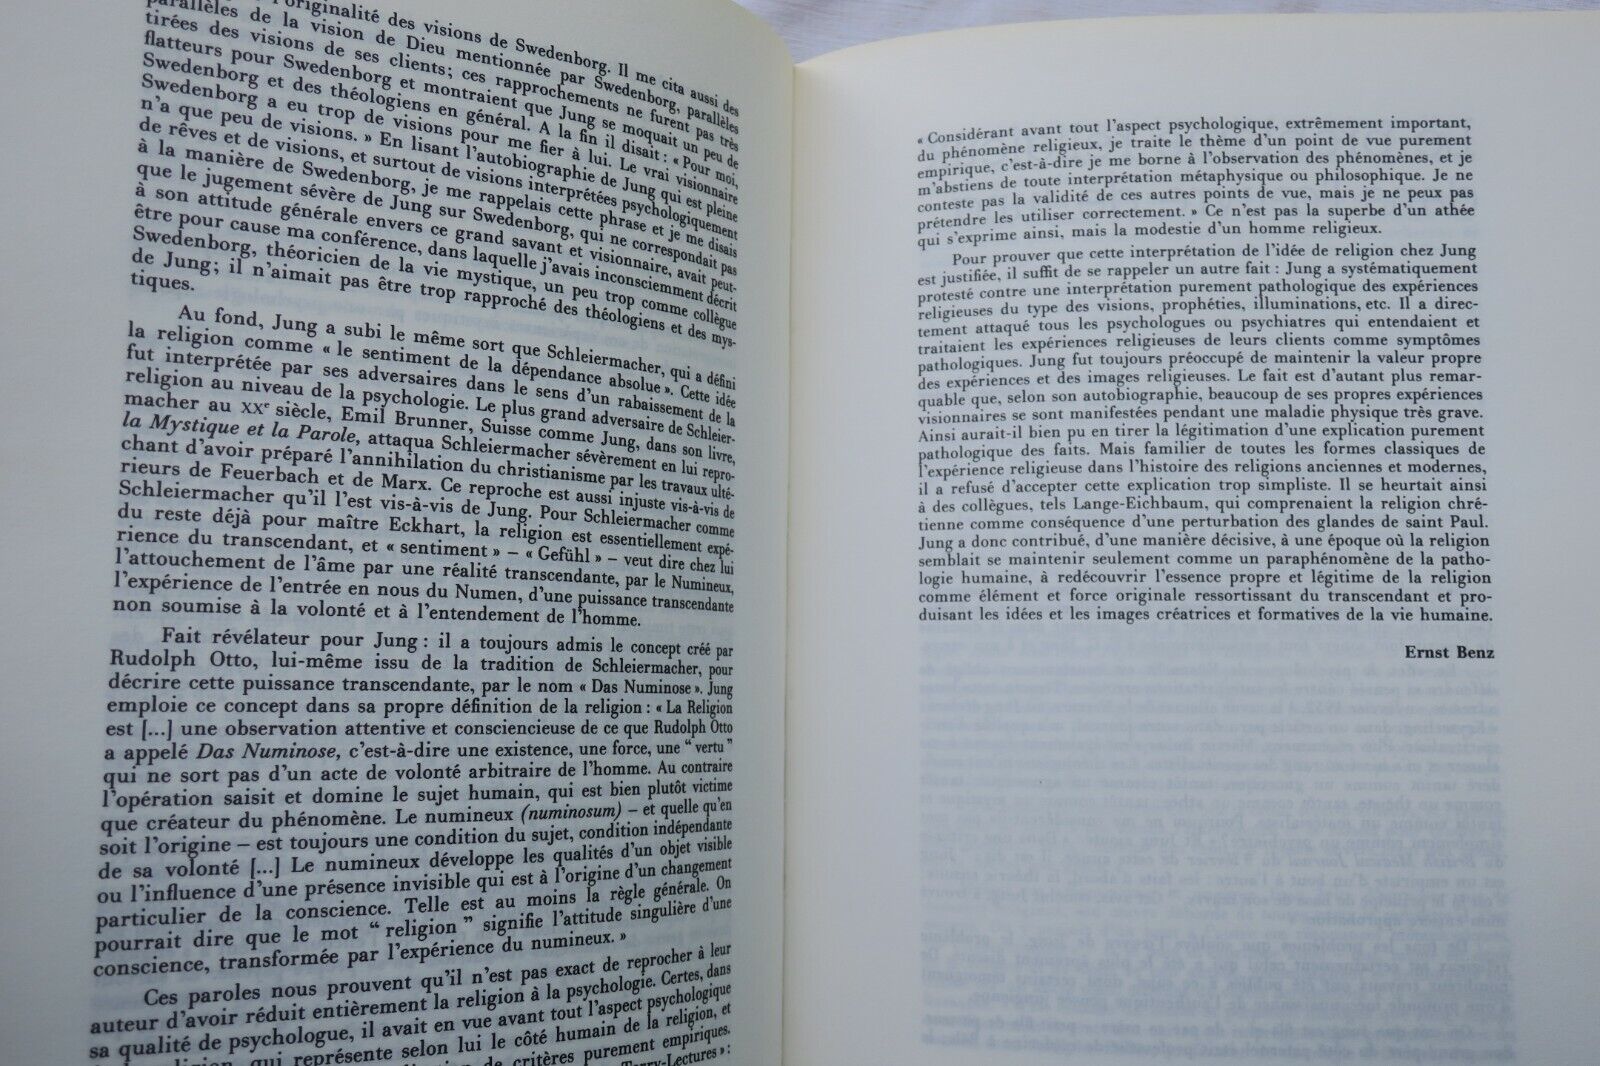 l'originalité des visions de Swedenborg. Il me cita aussi des
parallèles de la vision de Dieu mentionnée par Swedenborg, parallèles
tirées des visions de ses clients; ces rapprochements ne furent pas très
flatteurs pour Swedenborg et montraient que Jung se moquait un peu de
Swedenborg et des théologiens en général. A la fin il disait : « Pour moi,
Swedenborg a eu trop de visions pour me fier à lui. Le vrai visionnaire
n'a que peu de visions. » En lisant l'autobiographie de Jung qui est pleine
de rêves et de visions, et surtout de visions interprétées psychologiquement
à la manière de Swedenborg, je me rappelais cette phrase et je me disais
que le jugement sévère de Jung sur Swedenborg, qui ne correspondait pas
à son attitude générale envers ce grand savant et visionnaire, avait peut-
être pour cause ma conférence, dans laquelle j'avais inconsciemment décrit
Swedenborg, théoricien de la vie mystique, un peu trop comme collègue
de Jung; il n'aimait pas être trop rapproché des théologiens et des mys-
tiques.
Au fond, Jung a subi le même sort que Schleiermacher, qui a défini
la religion comme « le sentiment de la dépendance absolue ». Cette idée
fut interprétée par ses adversaires dans le sens d'un rabaissement de la
religion au niveau de la psychologie. Le plus grand adversaire de Schleier-
macher au XXe siècle, Emil Brunner, Suisse comme Jung, dans son livre,
la Mystique et la Parole, attaqua Schleiermacher sévèrement en lui repro-
chant d'avoir préparé l'annihilation du christianisme par les travaux ulté-
rieurs de Feuerbach et de Marx. Ce reproche est aussi injuste vis-à-vis de
Schleiermacher qu'il l'est vis-à-vis de Jung. Pour Schleiermacher comme
du reste déjà pour maître Eckhart, la religion est essentiellement expé-
rience du transcendant, et « sentiment » – « Gefühl » – veut dire chez lui
l'attouchement de l'âme par une réalité transcendante, par le Numineux,
l'expérience de l'entrée en nous du Numen, d'une puissance transcendante
non soumise à la volonté et à l'entendement de l'homme.
Fait révélateur pour Jung : il a toujours admis le concept créé par
Rudolph Otto, lui-même issu de la tradition de Schleiermacher, pour
décrire cette puissance transcendante, par le nom « Das Numinose ». Jung
emploie ce concept dans sa propre définition de la religion : « La Religion
est [...] une observation attentive et consciencieuse de ce que Rudolph Otto
a appelé Das Numinose, c'est-à-dire une existence, une force, une “ vertu ”
qui ne sort pas d'un acte de volonté arbitraire de l'homme. Au contraire
l'opération saisit et domine le sujet humain, qui est bien plutôt victime
que créateur du phénomène. Le numineux (numinosum) – et quelle qu'en
soit l'origine – est toujours une condition du sujet, condition indépendante
de sa volonté [...] Le numineux développe les qualités d'un objet visible
ou l'influence d'une présence invisible qui est à l'origine d'un changement
particulier de la conscience. Telle est au moins la règle générale. On
pourrait dire que le mot “ religion ” signifie l'attitude singulière d'une
conscience, transformée par l'expérience du numineux. »
Ces paroles nous prouvent qu'il n'est pas exact de reprocher à leur
auteur d'avoir réduit entièrement la religion à la psychologie. Certes, dans
sa qualité de psychologue, il avait en vue avant tout l'aspect psychologique
religion, qui représente selon lui le côté humain de la religion, et
de critères purement empiriques.
Terry-Lectures » :
« Considérant avant tout l'aspect psychologique, extrêmement important,
du phénomène religieux, je traite le thème d'un point de vue purement
empirique, c'est-à-dire je me borne à l'observation des phénomènes, et je
m'abstiens de toute interprétation métaphysique ou philosophique. Je ne
conteste pas la validité de ces autres points de vue, mais je ne peux pas
prétendre les utiliser correctement. » Ce n'est pas la superbe d'un athée
qui s'exprime ainsi, mais la modestie d'un homme religieux.
Pour prouver que cette interprétation de l'idée de religion chez Jung
est justifiée, il suffit de se rappeler un autre fait : Jung a systématiquement
protesté contre une interprétation purement pathologique des expériences
religieuses du type des visions, prophéties, illuminations, etc. Il a direc-
tement attaqué tous les psychologues ou psychiatres qui entendaient et
traitaient les expériences religieuses de leurs clients comme symptômes
pathologiques. Jung fut toujours préoccupé de maintenir la valeur propre
des expériences et des images religieuses. Le fait est d'autant plus remar-
quable que, selon son autobiographie, beaucoup de ses propres expériences
visionnaires se sont manifestées pendant une maladie physique très grave.
Ainsi aurait-il bien pu en tirer la légitimation d'une explication purement
pathologique des faits. Mais familier de toutes les formes classiques de
l'expérience religieuse dans l'histoire des religions anciennes et modernes,
il a refusé d'accepter cette explication trop simpliste. Il se heurtait ainsi
à des collègues, tels Lange-Eichbaum, qui comprenaient la religion chré-
tienne comme conséquence d'une perturbation des glandes de saint Paul.
Jung a donc contribué, d'une manière décisive, à une époque où la religion
semblait se maintenir seulement comme un paraphénomène de la patho-
logie humaine, à redécouvrir l'essence propre et légitime de la religion
comme élément et force originale ressortissant du transcendant et pro-
duisant les idées et les images créatrices et formatives de la vie humaine.
Ernst Benz